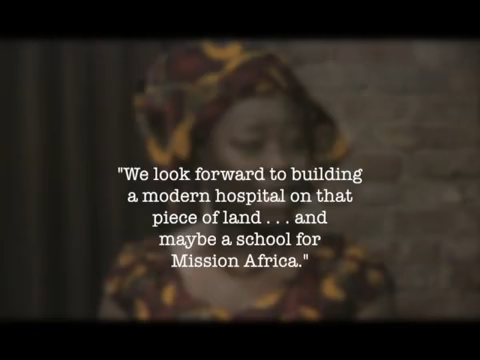 "We look forward to building
a modern hospital on that
piece of land . . . and
maybe a school for
Mission Africa."